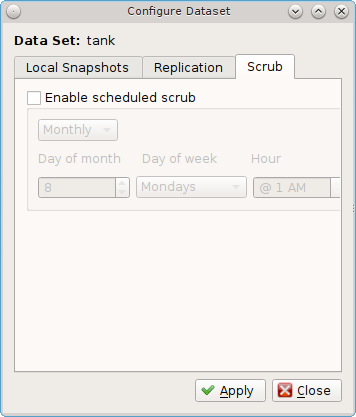 Configure Dataset
Data Set: tank
Local Snapshots Replication Scrub
Enable scheduled scrub
Monthly
Day of month Day of week Hour
8 Mondays @ 1 AM
Apply Close